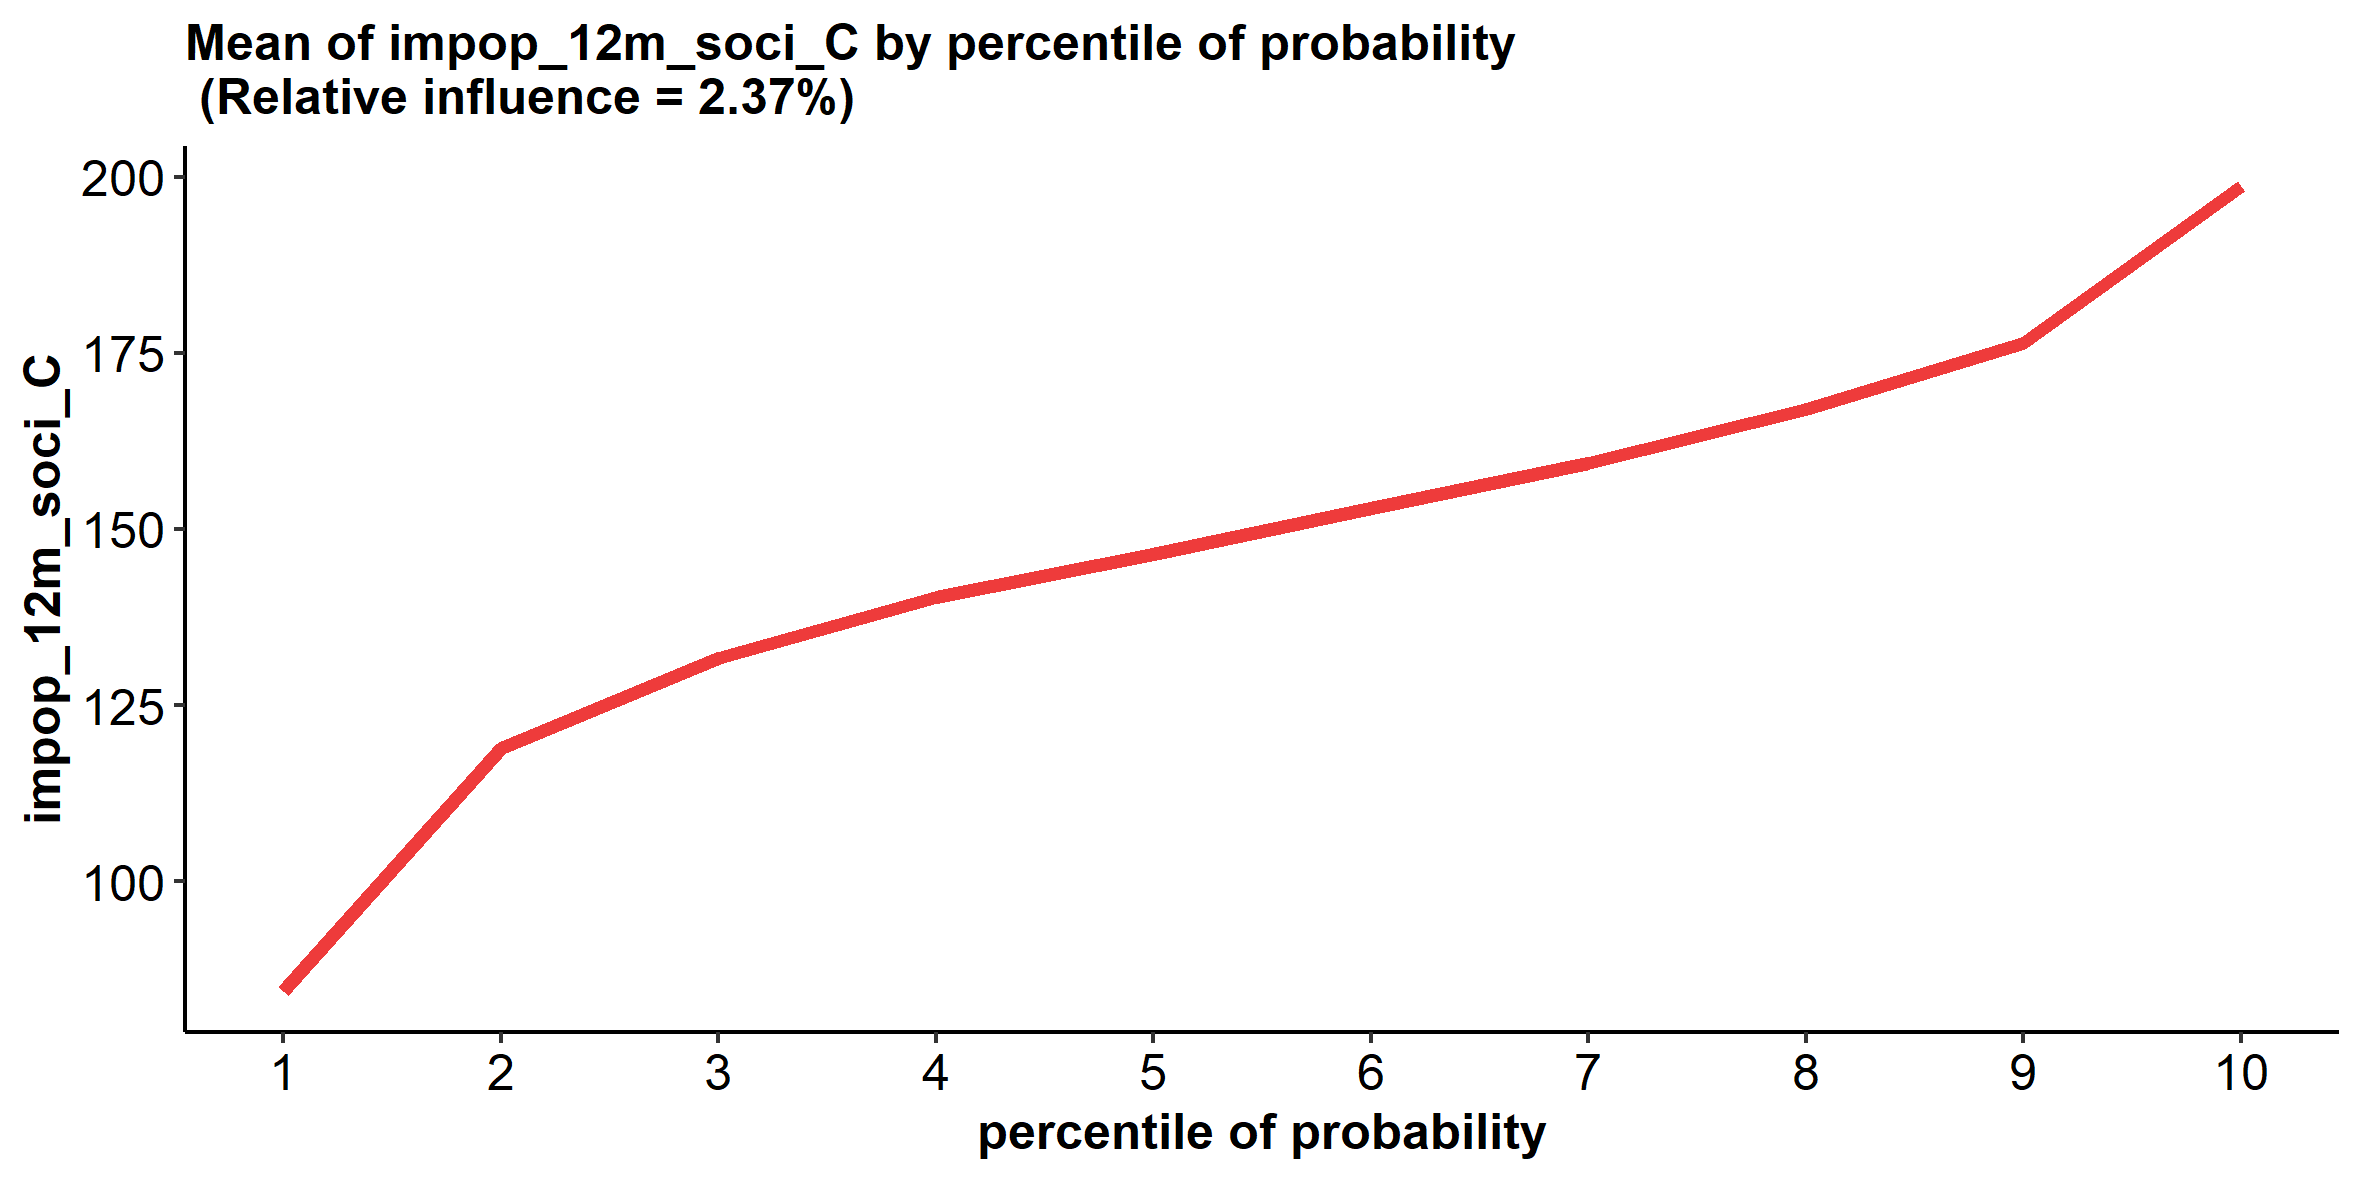 Mean of impop_12m_soci_C by percentile of probability
(Relative influence = 2.37%)
impop_12m_soci_C
200
175
150
125
100
1 2 3 4 5 6 7 8 9 10
percentile of probability